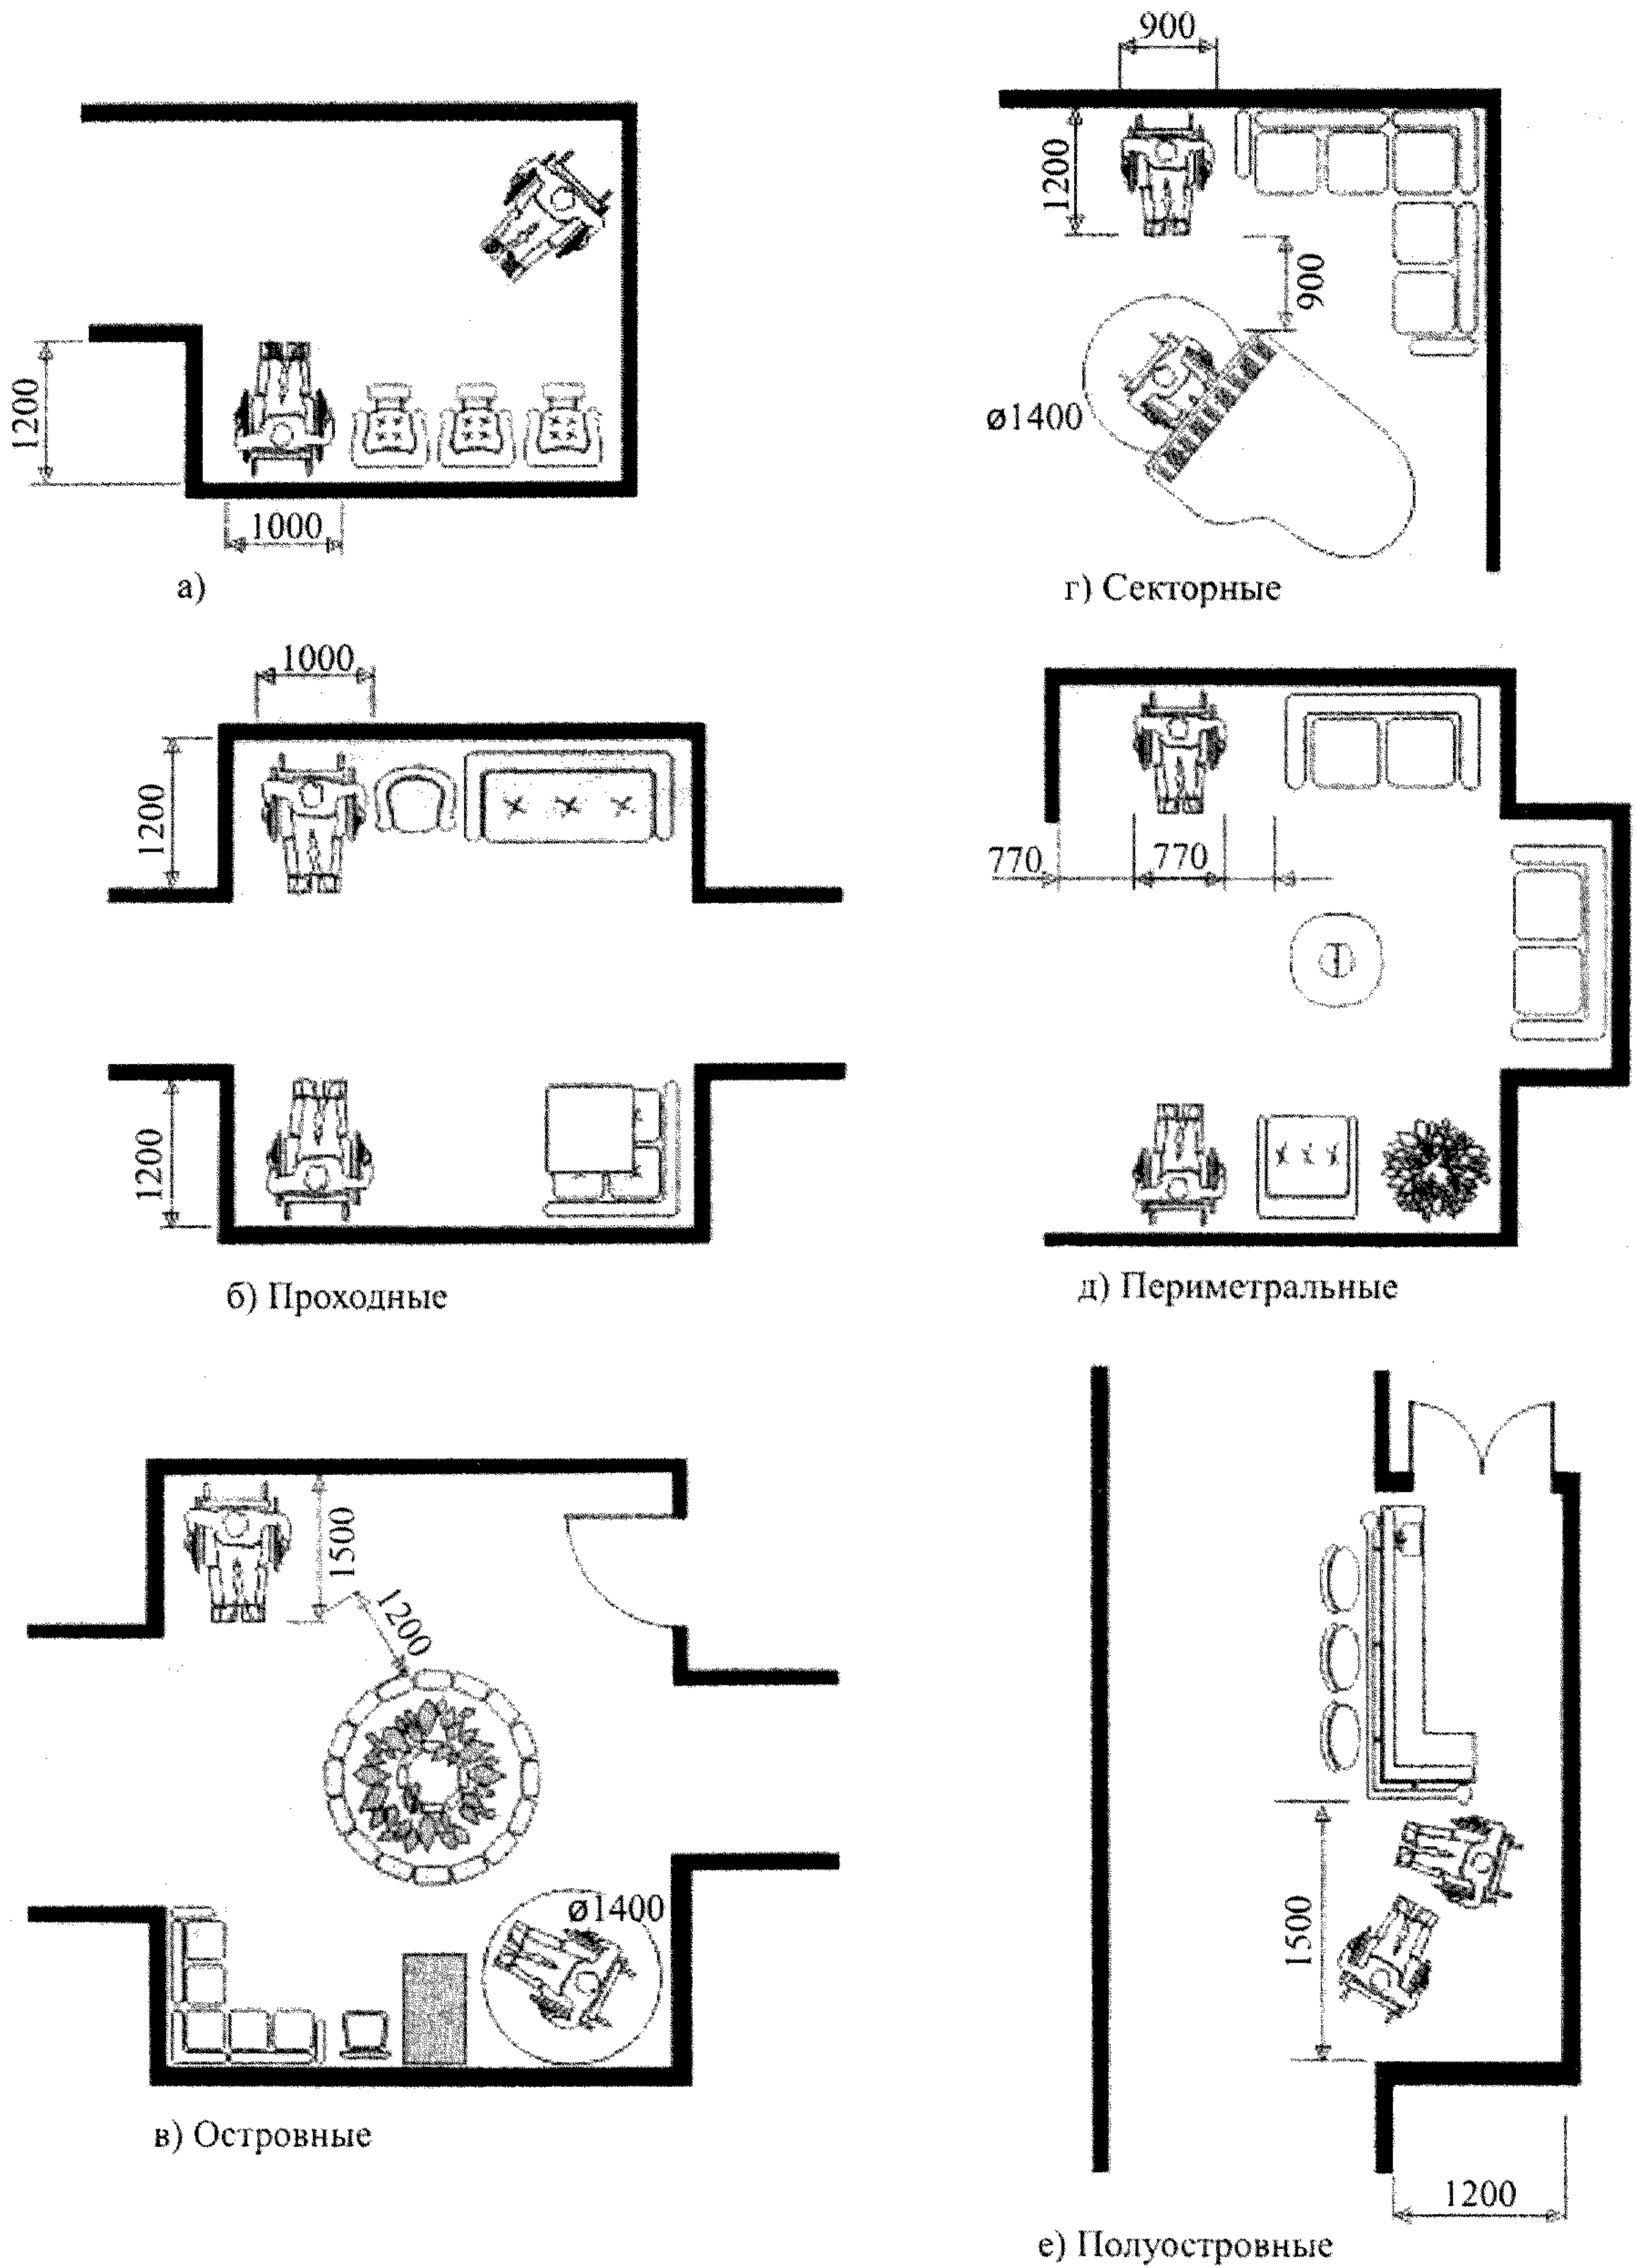 900
1200
900
ø1400
1200
1000
а)
г) Секторные
1000
1200
1200
б) Проходные
770
770
д) Периметральные
1500
1200
ø1400
в) Островные
1500
1200
е) Полуостровные